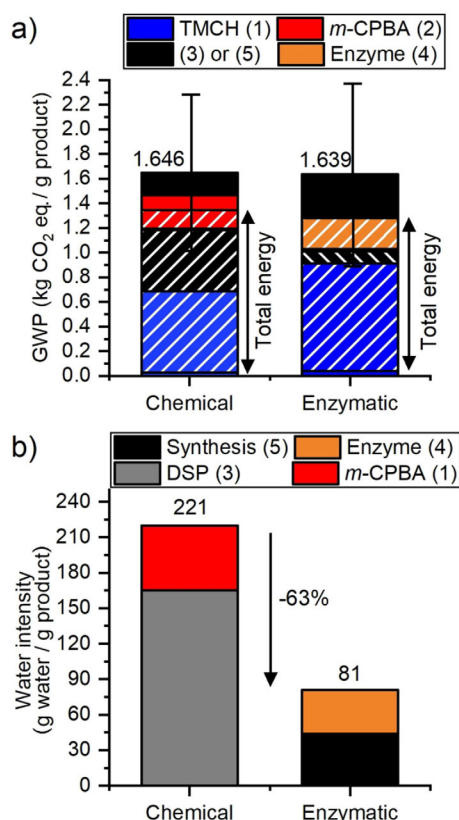 a)
TMCH (1) m-CPBA (2)
(3) or (5) Enzyme (4)
GWP (kg CO₂ eq./ g product)
2.4
2.2
2.0
1.8
1.6
1.4
1.2
1.0
0.8
0.6
0.4
0.2
0.0
1.646
1.639
Total energy
Total energy
Chemical Enzymatic
b)
Synthesis (5) Enzyme (4)
DSP (3) m-CPBA (1)
Water intensity
(g water / g product)
240
210
180
150
120
90
60
30
0
221
-63%
81
Chemical Enzymatic